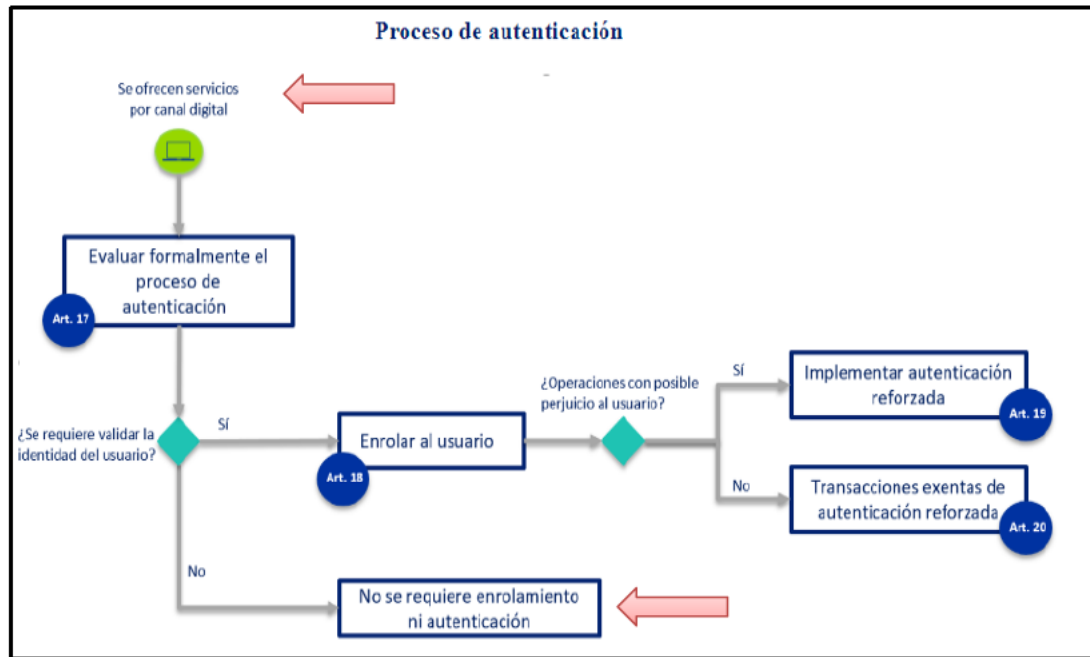 Proceso de autenticación
Se ofrecen servicios
por canal digital
Evaluar formalmente el
proceso de
autenticación
Art. 17
¿Se requiere validar la
identidad del usuario?
Sí
Enrolar al usuario
Art. 18
¿Operaciones con posible
perjuicio al usuario?
Sí
Implementar autenticación
reforzada
Art. 19
No
Transacciones exentas de
autenticación reforzada
Art. 20
No
No se requiere enrolamiento
ni autenticación